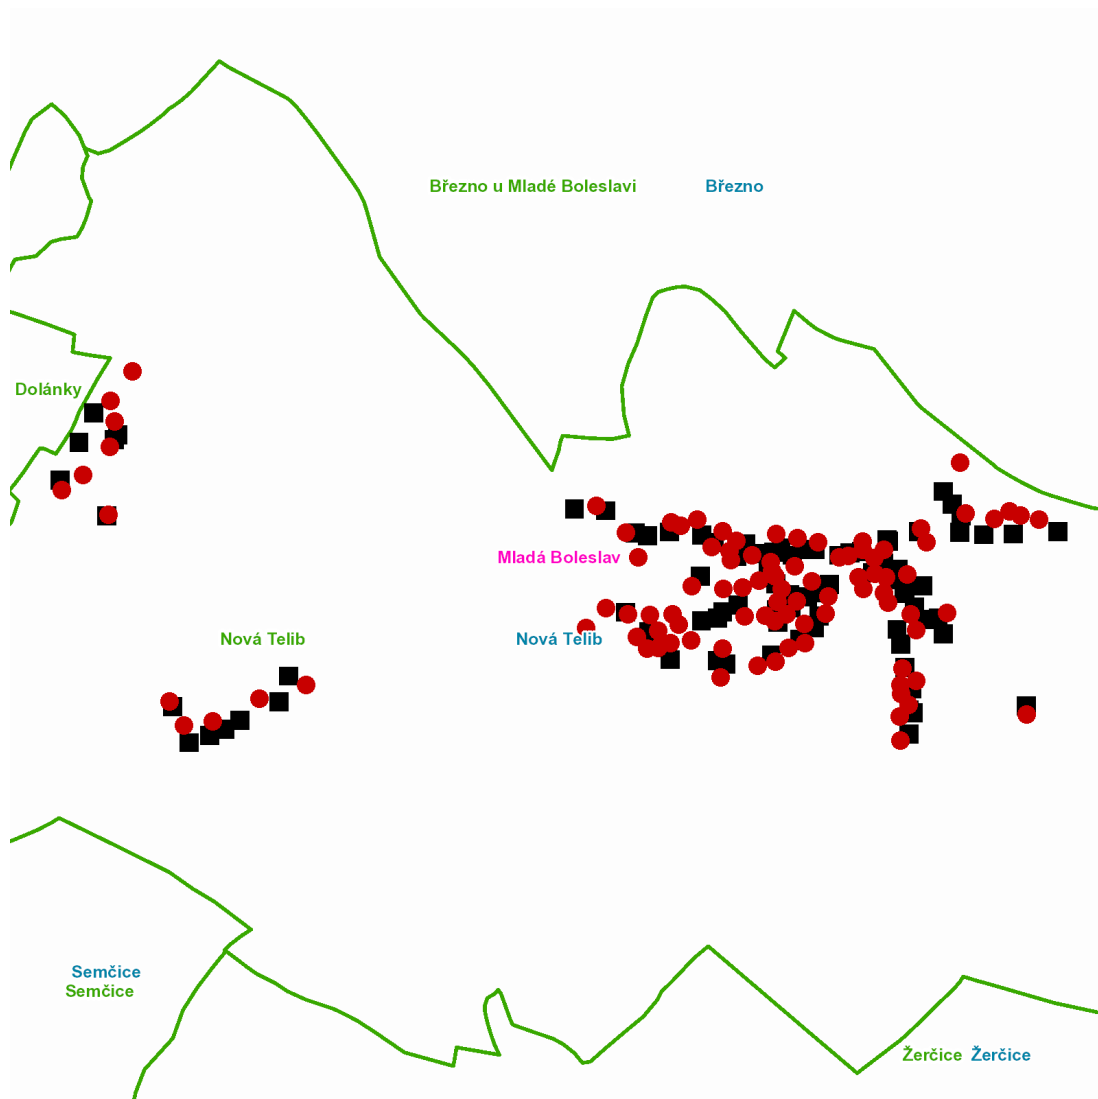 Březno u Mladé Boleslavi Březno
Dolánky
Mladá Boleslav
Nová Telib Nová Telib
Semčice
Semčice
Žerčice Žerčice